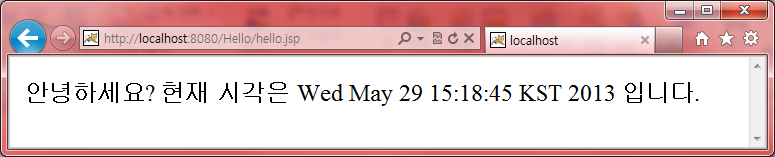 http://localhost:8080/Hello/hello.jsp
localhost
안녕하세요? 현재 시각은 Wed May 29 15:18:45 KST 2013 입니다.